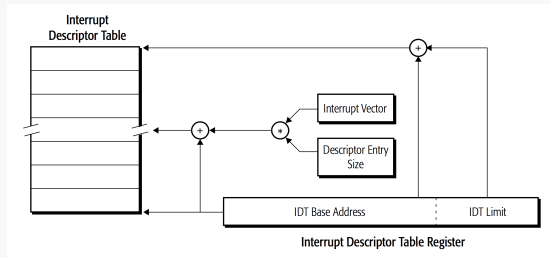 Interrupt
Descriptor Table
+
Interrupt Vector
+
*
Descriptor Entry
Size
IDT Base Address
IDT Limit
Interrupt Descriptor Table Register